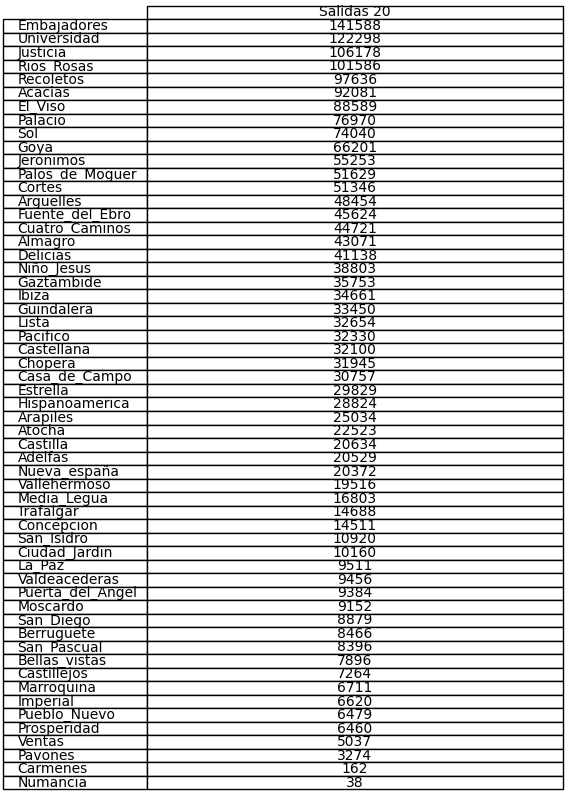 Salidas 20
Embajadores 141588
Universidad 122298
Justicia 106178
Rios_Rosas 101586
Recoletos 97636
Acacias 92081
El_Viso 88589
Palacio 76970
Sol 74040
Goya 66201
Jeronimos 55253
Palos_de_Moguer 51629
Cortes 51346
Arguelles 48454
Fuente_del_Ebro 45624
Cuatro_Caminos 44721
Almagro 43071
Delicias 41138
Niño_Jesus 38803
Gaztambide 35753
Ibiza 34661
Guindalera 33450
Lista 32654
Pacifico 32330
Castellana 32100
Chopera 31945
Casa_de_Campo 30757
Estrella 29829
Hispanoamerica 28824
Arapiles 25034
Atocha 22523
Castilla 20634
Adelfas 20529
Nueva_españa 20372
Vallehermoso 19516
Media_Legua 16803
Trafalgar 14688
Concepcion 14511
San_Isidro 10920
Ciudad_Jardin 10160
La_Paz 9511
Valdeacederas 9456
Puerta_del_Angel 9384
Moscardo 9152
San_Diego 8879
Berruguete 8466
San_Pascual 8396
Bellas_vistas 7896
Castillejos 7264
Marroquina 6711
Imperial 6620
Pueblo_Nuevo 6479
Prosperidad 6460
Ventas 5037
Pavones 3274
Carmenes 162
Numancia 38